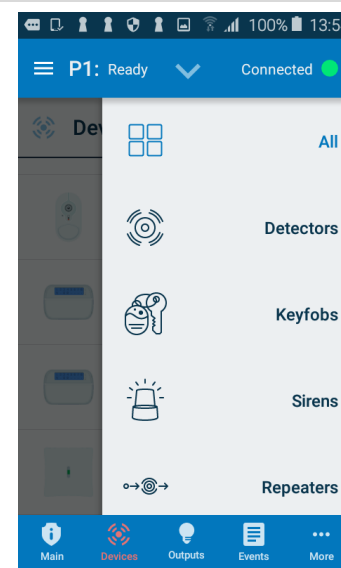 100% 13:5
P1: Ready Connected
Dev
All
Detectors
Keyfobs
Sirens
Repeaters
Main Devices Outputs Events More